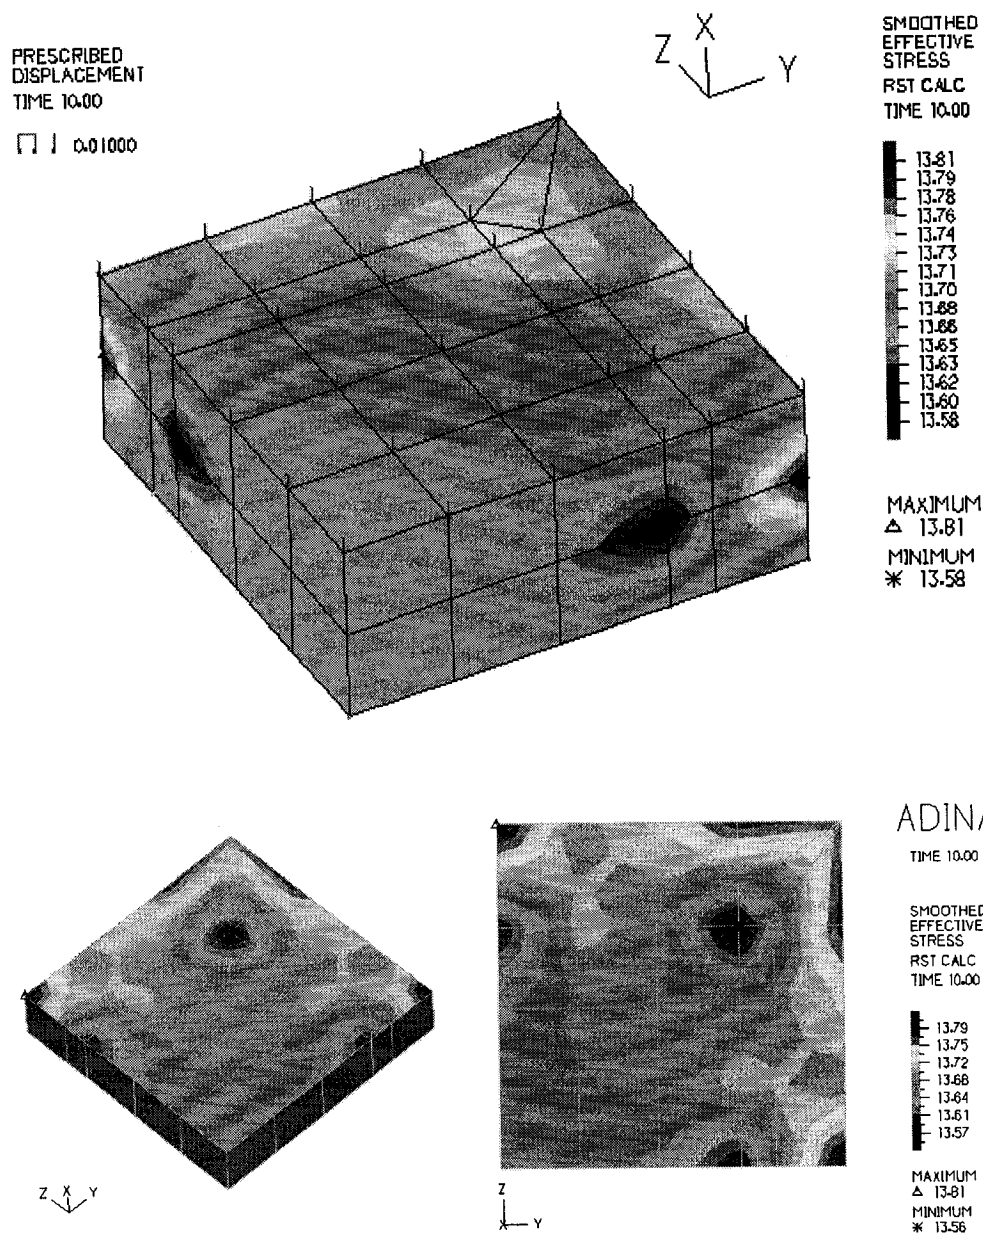 PRESCRIBED
DISPLACEMENT
TIME 10.00
0.01000
X
Z
Y
SMOOTHED
EFFECTIVE
STRESS
RST CALC
TIME 10.00
13.81
13.79
13.78
13.76
13.74
13.73
13.71
13.70
13.68
13.66
13.65
13.63
13.62
13.60
13.58
MAXIMUM
△ 13.81
MINIMUM
* 13.58
ADINA
TIME 10.00
SMOOTHED
EFFECTIVE
STRESS
RST CALC
TIME 10.00
13.79
13.75
13.72
13.68
13.64
13.61
13.57
MAXIMUM
△ 13.81
MINIMUM
* 13.56
Z X Y
Z
X Y